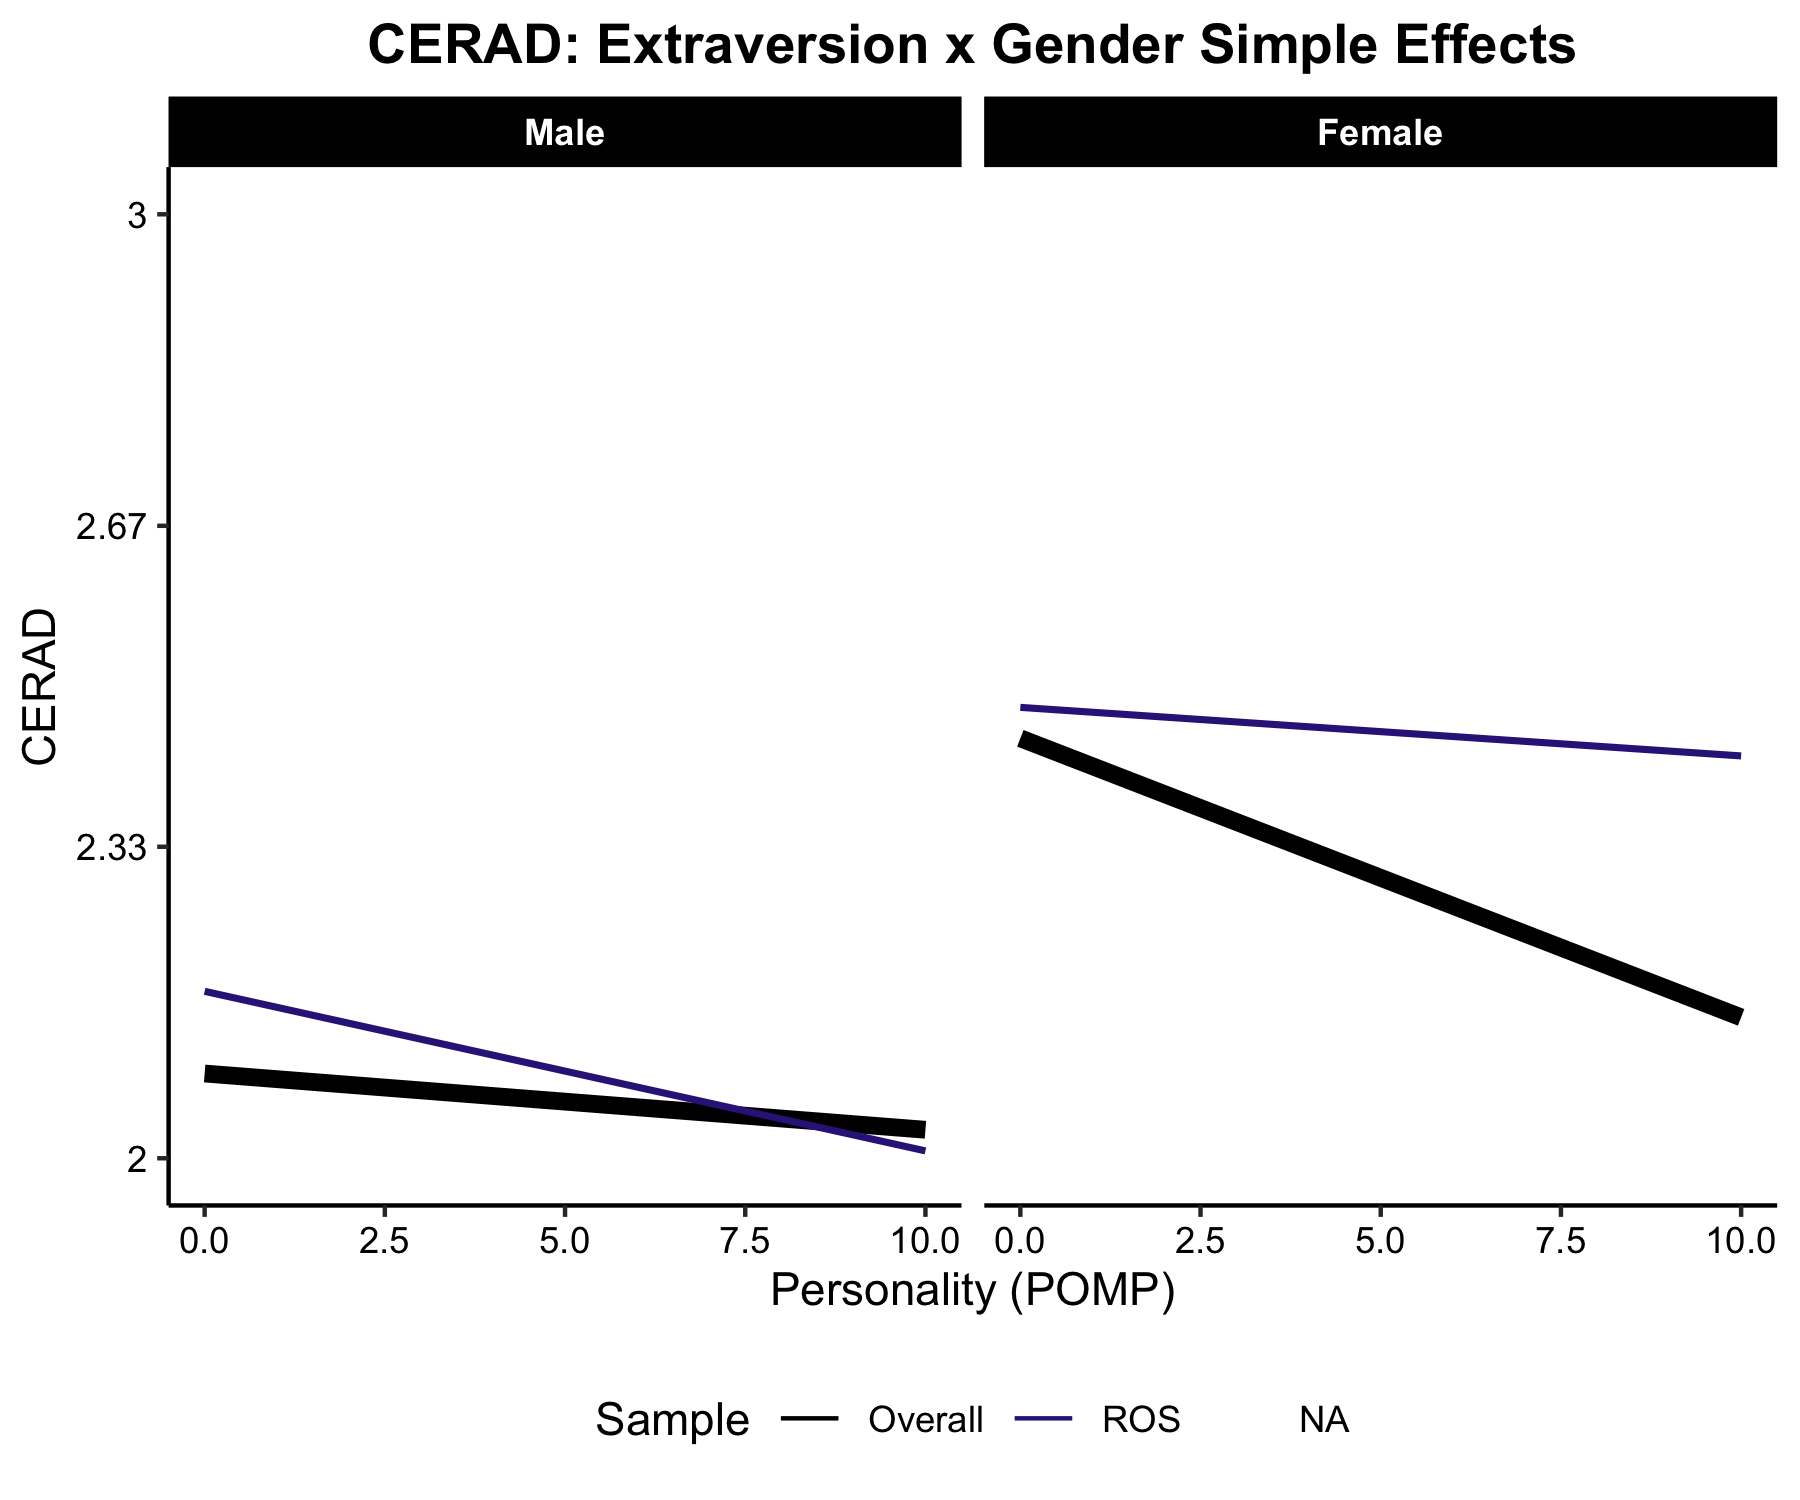 CERAD: Extraversion x Gender Simple Effects
Male Female
3
2.67
2.33
2
CERAD
0.0 2.5 5.0 7.5 10.0 0.0 2.5 5.0 7.5 10.0
Personality (POMP)
Sample Overall ROS NA